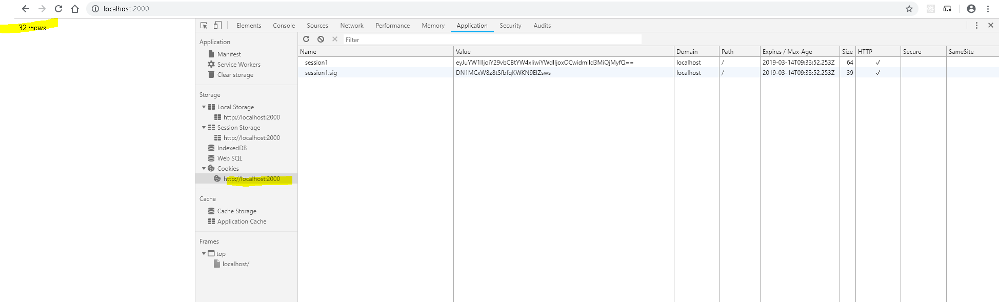 localhost:2000
32 views
Elements Console Sources Network Performance Memory Application Security Audits
Application
Manifest
Service Workers
Clear storage
Storage
Local Storage
http://localhost:2000
Session Storage
http://localhost:2000
IndexedDB
Web SQL
Cookies
http://localhost:2000
Cache
Cache Storage
Application Cache
Frames
top
localhost/
Filter
Name Value Domain Path Expires / Max-Age Size HTTP Secure SameSite
session1 eyJuYW1lIjoiY29vbCBtYW4xIiwiYWdlIjoxOCwidmlld3MiOjMyfQ== localhost / 2019-03-14T09:33:52.253Z 64 ✓
session1.sig DN1MCxW8z8tSfbfqKWKN9ElZsws localhost / 2019-03-14T09:33:52.253Z 39 ✓